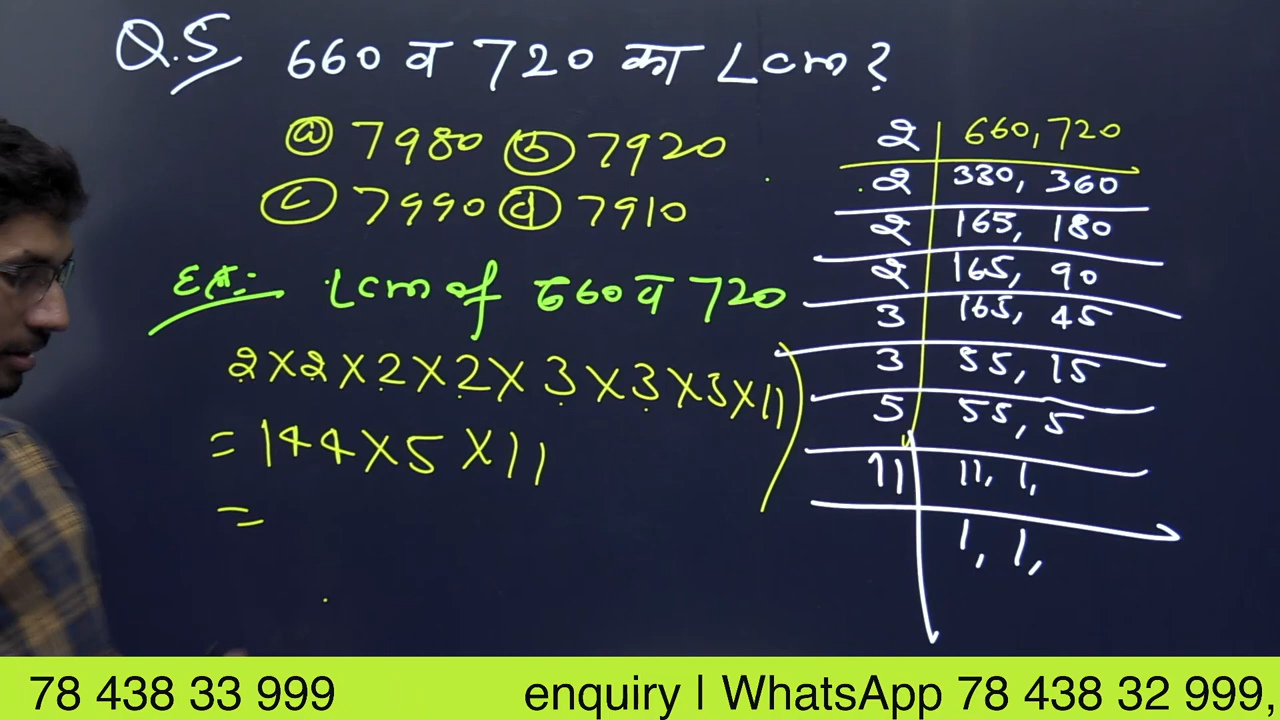 Q.5 660 व 720 का Lcm?
ⓐ 7980 ⓑ 7920
ⓒ 7990 ⓓ 7910
Lcm of 660 व 720
2×2×2×2×3×3×3×11
=144×5×11
=
2 | 660, 720
2 | 330, 360
2 | 165, 180
2 | 165, 90
3 | 165, 45
3 | 55, 15
5 | 55, 5
11 | 11, 1,
1, 1,
78 438 33 999 enquiry | WhatsApp 78 438 32 999,